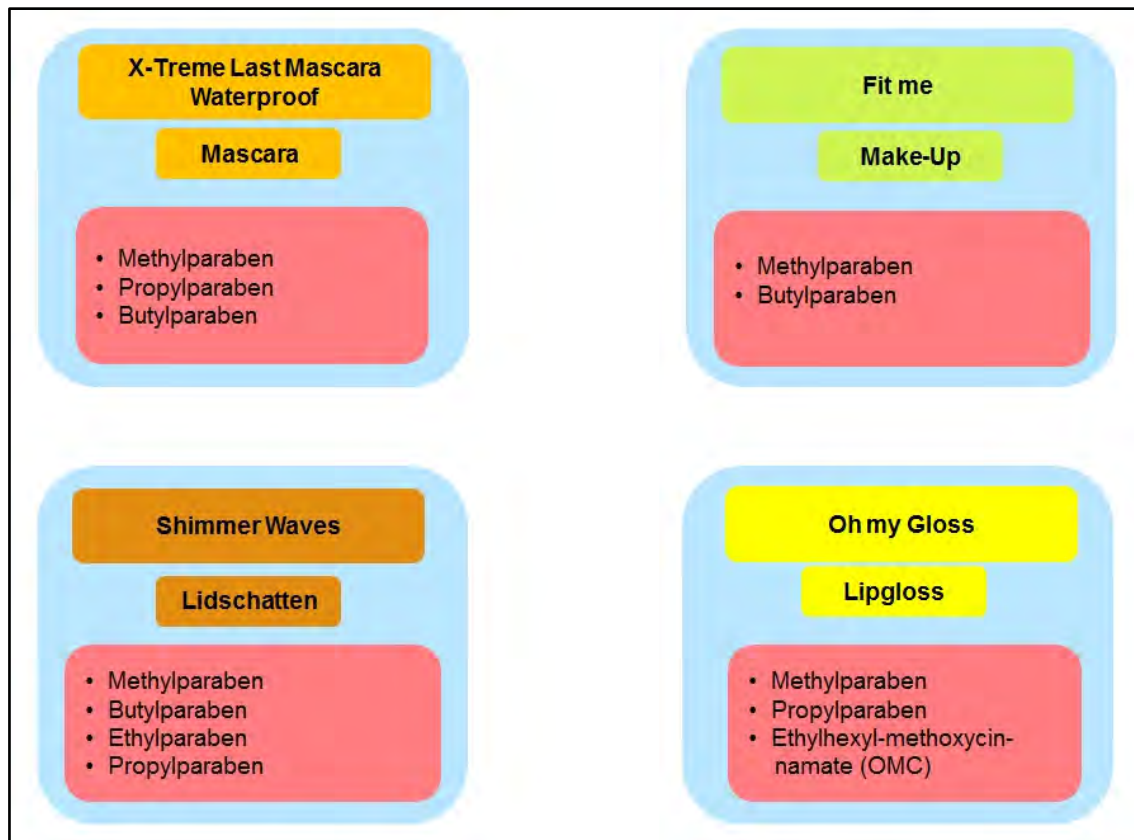 X-Treme Last Mascara
Waterproof
Mascara
• Methylparaben
• Propylparaben
• Butylparaben
Fit me
Make-Up
• Methylparaben
• Butylparaben
Shimmer Waves
Lidschatten
• Methylparaben
• Butylparaben
• Ethylparaben
• Propylparaben
Oh my Gloss
Lipgloss
• Methylparaben
• Propylparaben
• Ethylhexyl-methoxycin-
namate (OMC)